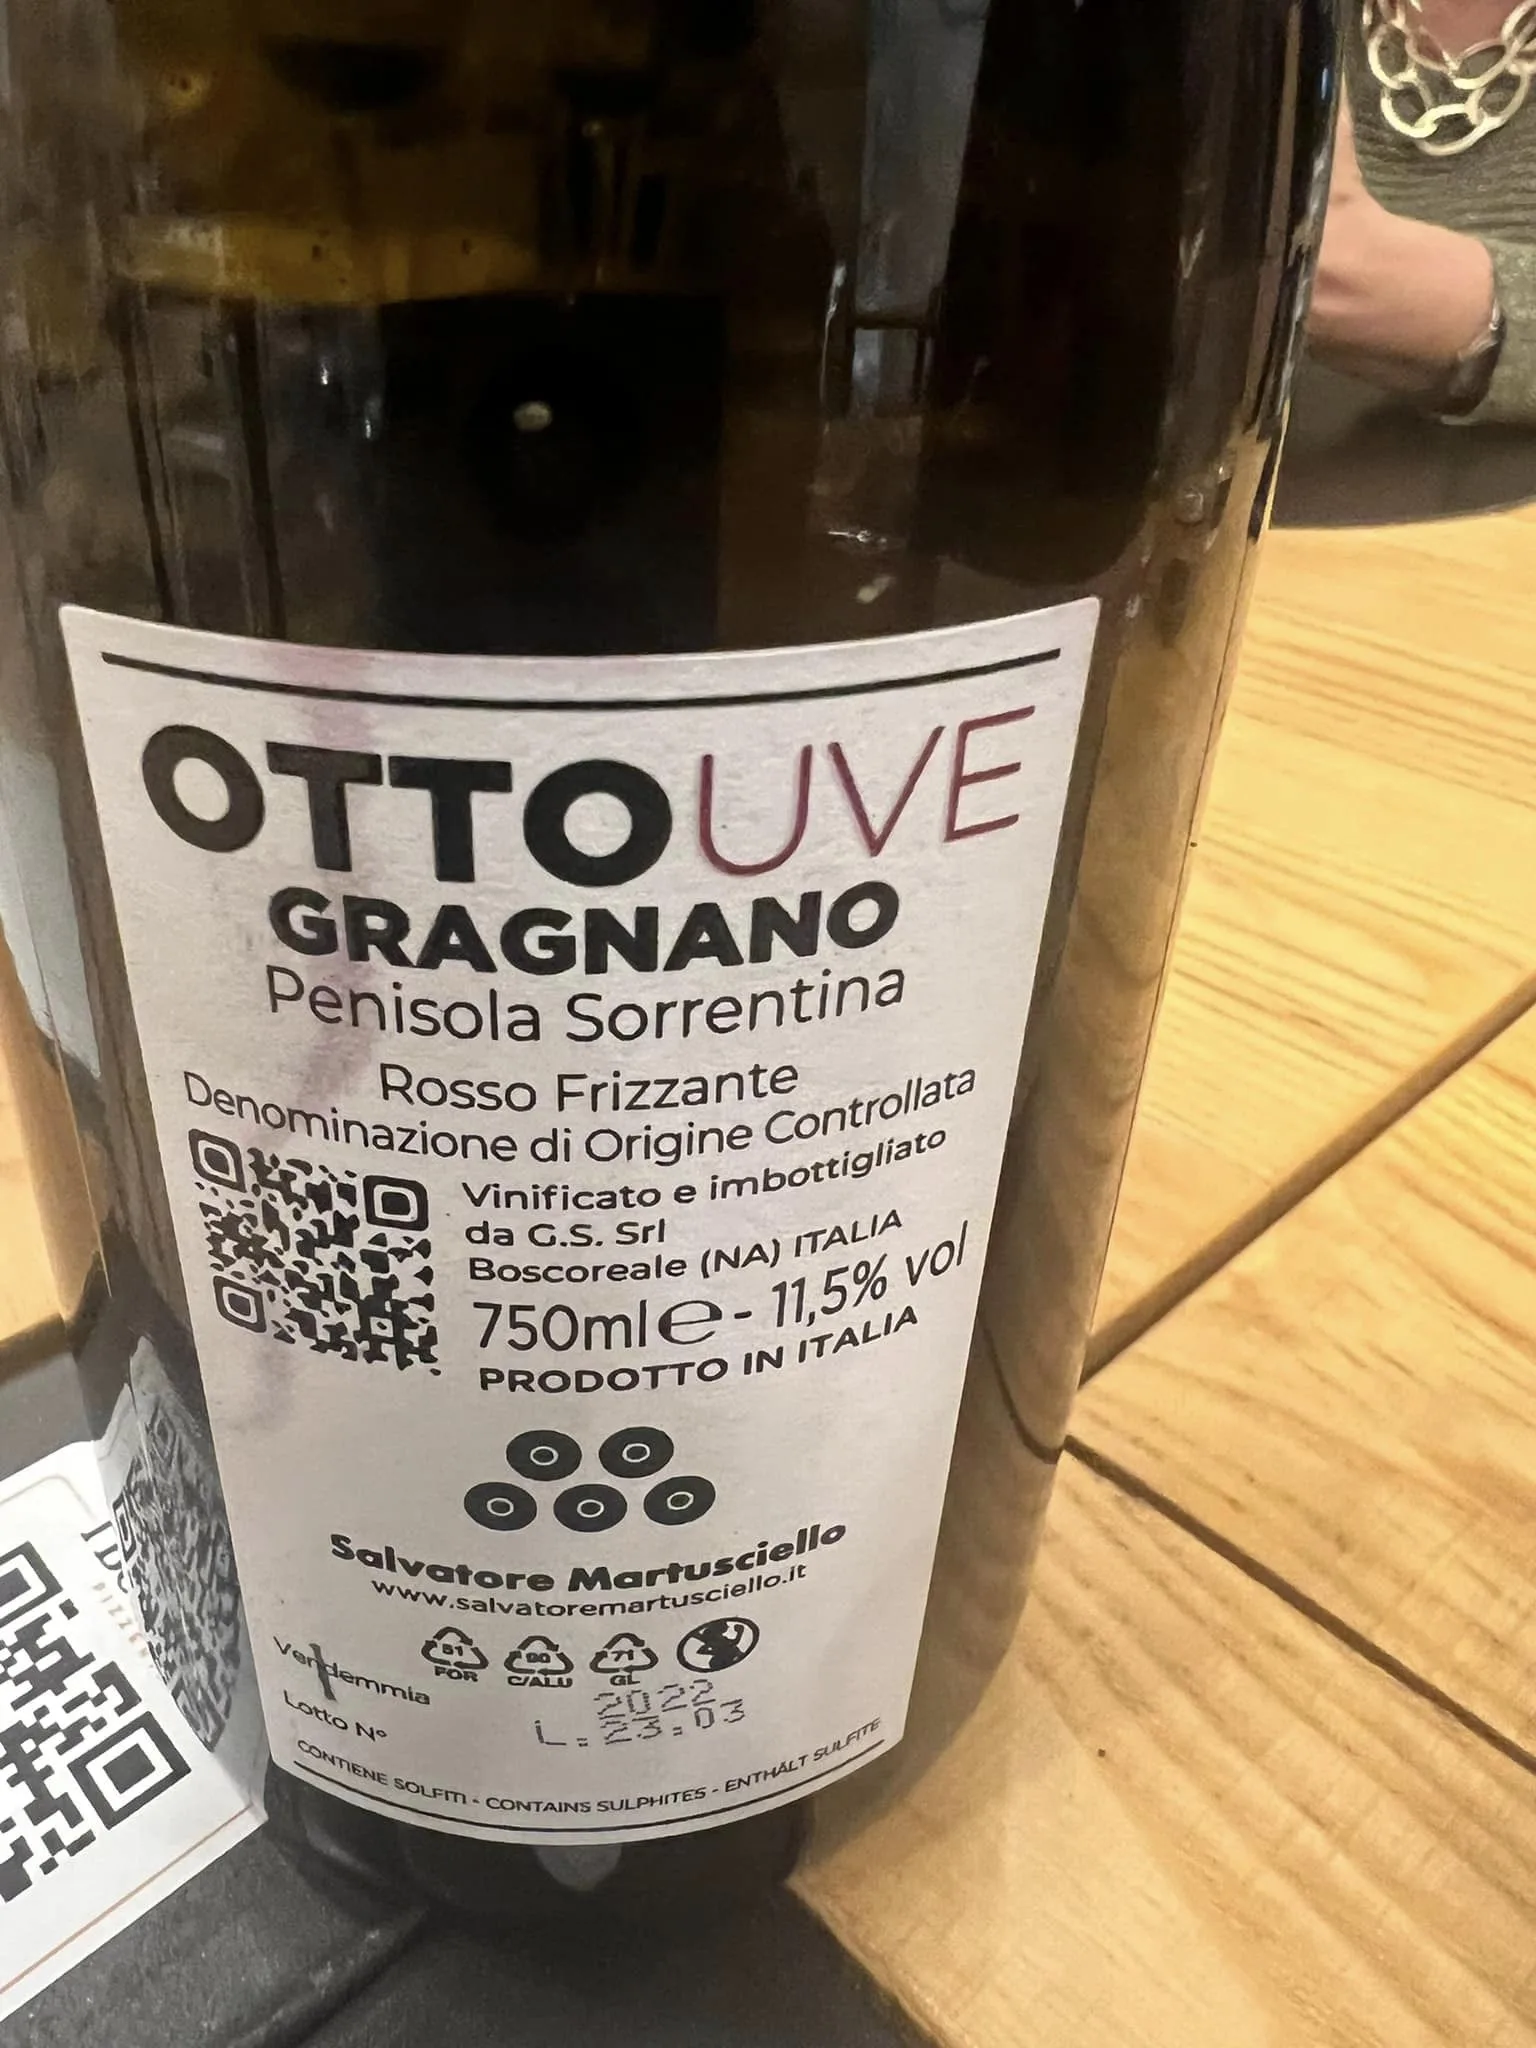 OTTOUVE
GRAGNANO
Penisola Sorrentina
Rosso Frizzante
Denominazione di Origine Controllata
Vinificato e imbottigliato
da G.S. Srl
Boscoreale (NA) ITALIA
750ml e - 11,5% vol
PRODOTTO IN ITALIA
Salvatore Martusciello
www.salvatoremartusciello.it
81
FOR
90
C/ALU
71
GL
Vendemmia
2022
Lotto N°
L. 23.03
CONTIENE SOLFITI - CONTAINS SULPHITES - ENTHÄLT SULFITE